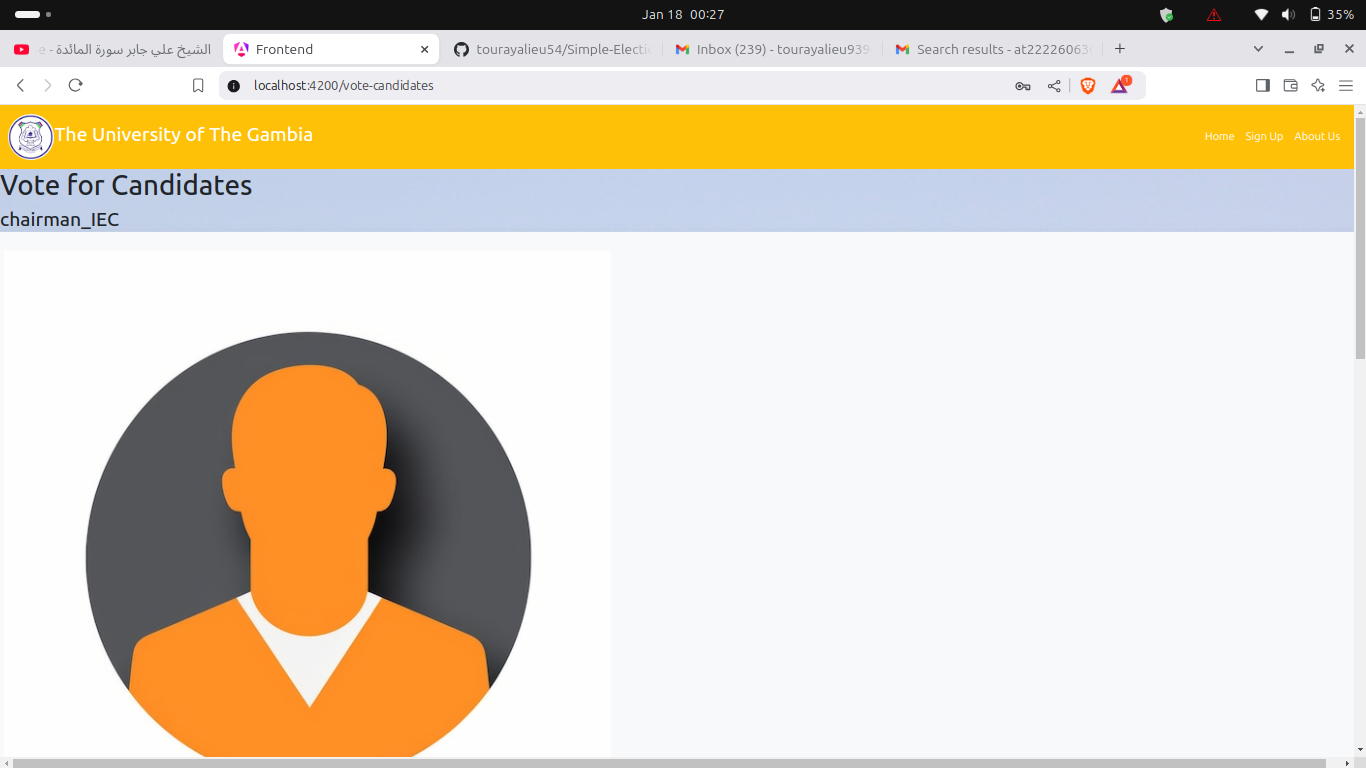 Jan 18 00:27
35%
الشيخ علي جابر سورة المائدة - e
Frontend
tourayalieu54/Simple-Electi
Inbox (239) - tourayalieu939
Search results - at22226063
localhost:4200/vote-candidates
1
The University of The Gambia
Home Sign Up About Us
Vote for Candidates
chairman_IEC